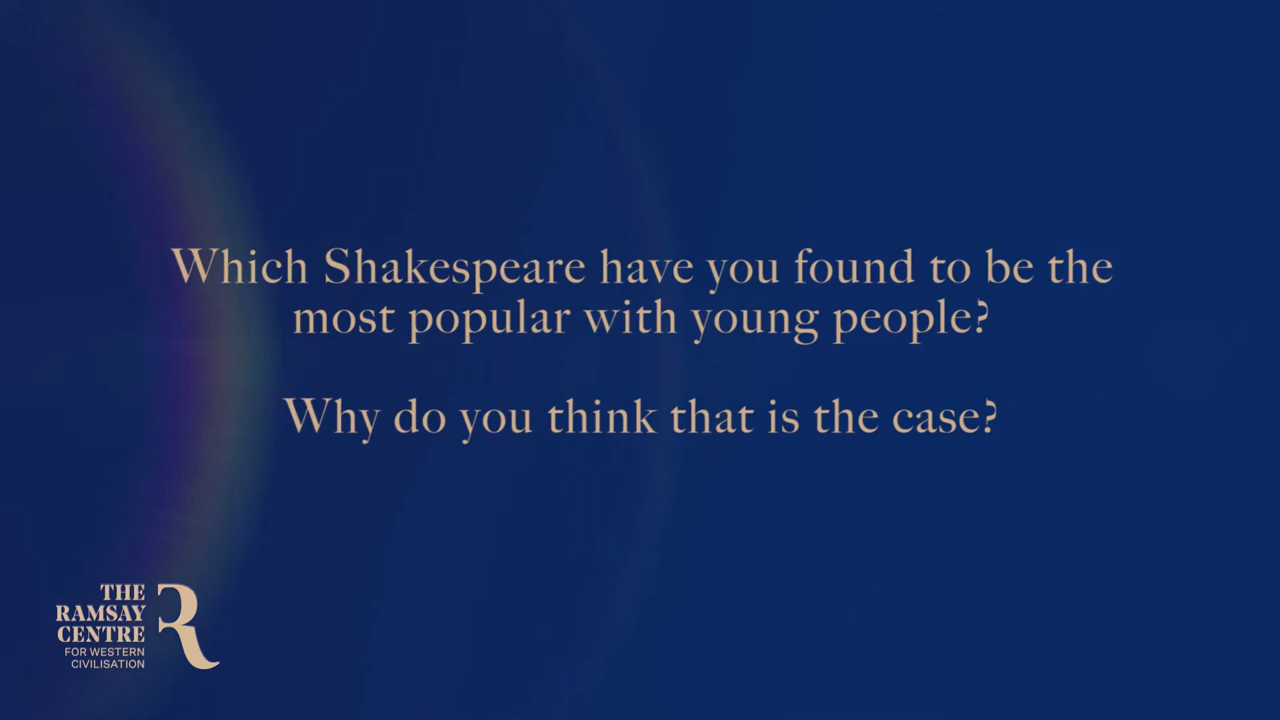 Which Shakespeare have you found to be the
most popular with young people?
Why do you think that is the case?
THE
RAMSAY
CENTRE
FOR WESTERN
CIVILISATION
R